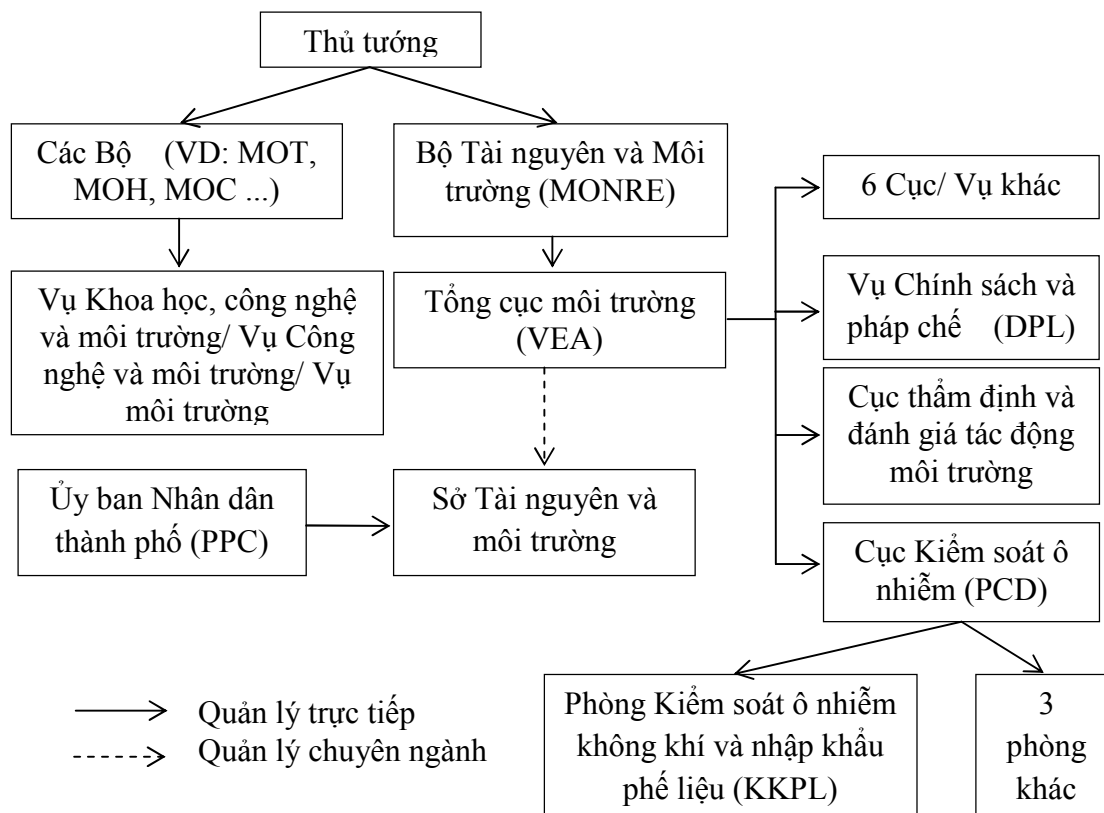 Thủ tướng
Các Bộ (VD: MOT,
MOH, MOC ...)
Bộ Tài nguyên và Môi
trường (MONRE)
6 Cục/ Vụ khác
Vụ Khoa học, công nghệ
và môi trường/ Vụ Công
nghệ và môi trường/ Vụ
môi trường
Tổng cục môi trường
(VEA)
Vụ Chính sách và
pháp chế (DPL)
Cục thẩm định và
đánh giá tác động
môi trường
Ủy ban Nhân dân
thành phố (PPC)
Sở Tài nguyên và
môi trường
Cục Kiểm soát ô
nhiễm (PCD)
Phòng Kiểm soát ô nhiễm
không khí và nhập khẩu
phế liệu (KKPL)
3
phòng
khác
Quản lý trực tiếp
Quản lý chuyên ngành